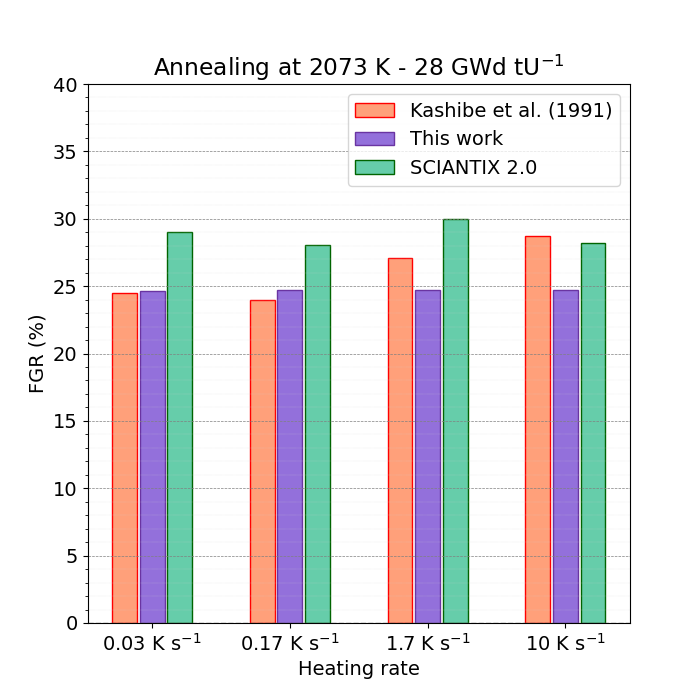 Annealing at 2073 K - 28 GWd tU⁻¹
40
35
30
25
20
15
10
5
0
FGR (%)
Kashibe et al. (1991)
This work
SCIANTIX 2.0
0.03 K s⁻¹ 0.17 K s⁻¹ 1.7 K s⁻¹ 10 K s⁻¹
Heating rate